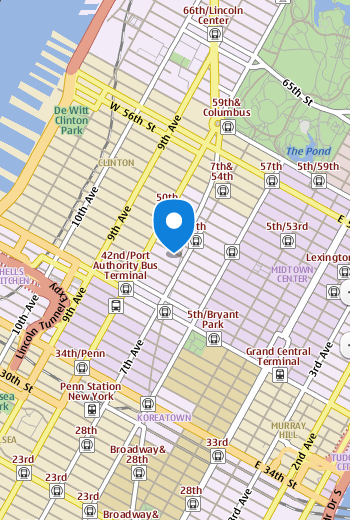 66th/Lincoln
Center
65th St
59th&
Columbus
De Witt
Clinton
Park
W 56th St
9th Ave
The Pond
CLINTON
7th&
54th
57th
5th/59th
10th Ave
50th
9th Ave
5th/53rd
42nd/Port
Authority Bus
Terminal
Lexington
MIDTOWN
CENTER
KITCHEN
10th Ave
Lincoln Tunnel Expy
9th Ave
5th/Bryant
Park
7th Ave
34th/Penn
Grand Central
Terminal
3rd Ave
30th St
Penn Station
New York
KOREATOWN
MURRAY
HILL
28th
33rd
2nd Ave
Broadway&
28th
E 34th St
23rd
23rd
23rd
28th
3rd Ave
Broadway&